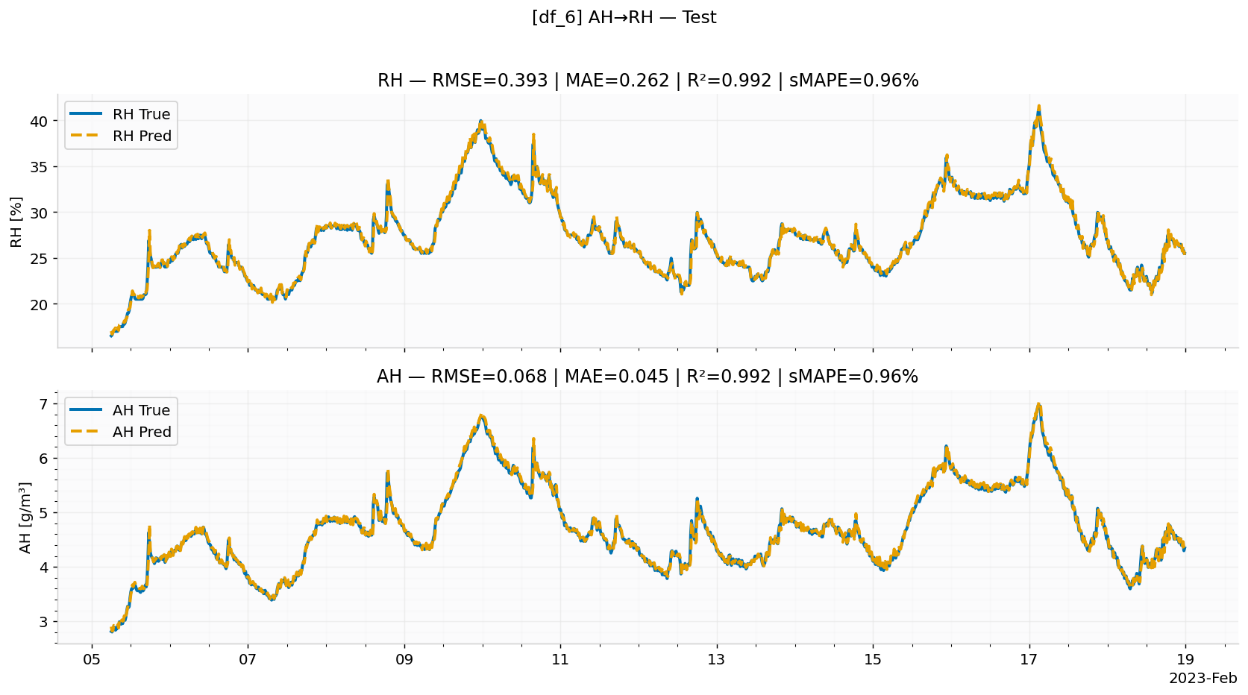 [df_6] AH→RH — Test
RH — RMSE=0.393 | MAE=0.262 | R²=0.992 | sMAPE=0.96%
RH True
RH Pred
RH [%]
40
35
30
25
20
AH — RMSE=0.068 | MAE=0.045 | R²=0.992 | sMAPE=0.96%
AH True
AH Pred
AH [g/m³]
7
6
5
4
3
05 07 09 11 13 15 17 19
2023-Feb